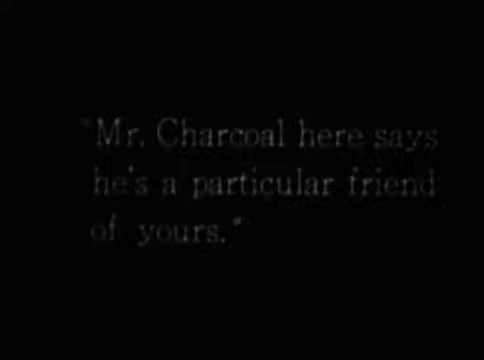 "Mr. Charcoal here says
he's a particular friend
of yours."